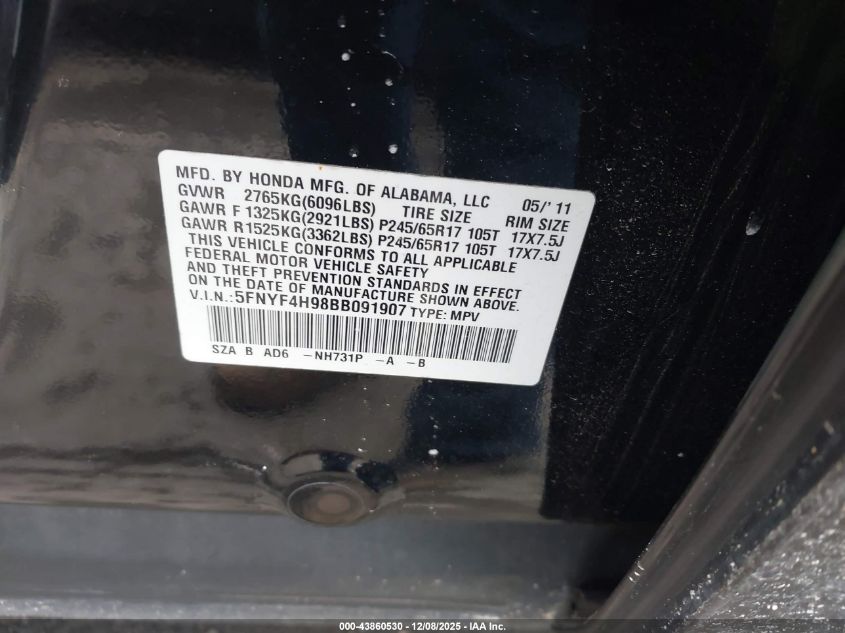 MFD. BY HONDA MFG. OF ALABAMA, LLC 05/' 11
GVWR 2765KG(6096LBS) TIRE SIZE RIM SIZE
GAWR F 1325KG(2921LBS) P245/65R17 105T 17X7.5J
GAWR R1525KG(3362LBS) P245/65R17 105T 17X7.5J
THIS VEHICLE CONFORMS TO ALL APPLICABLE
FEDERAL MOTOR VEHICLE SAFETY
AND THEFT PREVENTION STANDARDS IN EFFECT
ON THE DATE OF MANUFACTURE SHOWN ABOVE.
V.I.N.:5FNYF4H98BB091907 TYPE: MPV
SZA B AD6 -NH731P -A -B
000-43860530 - 12/08/2025 - IAA Inc.